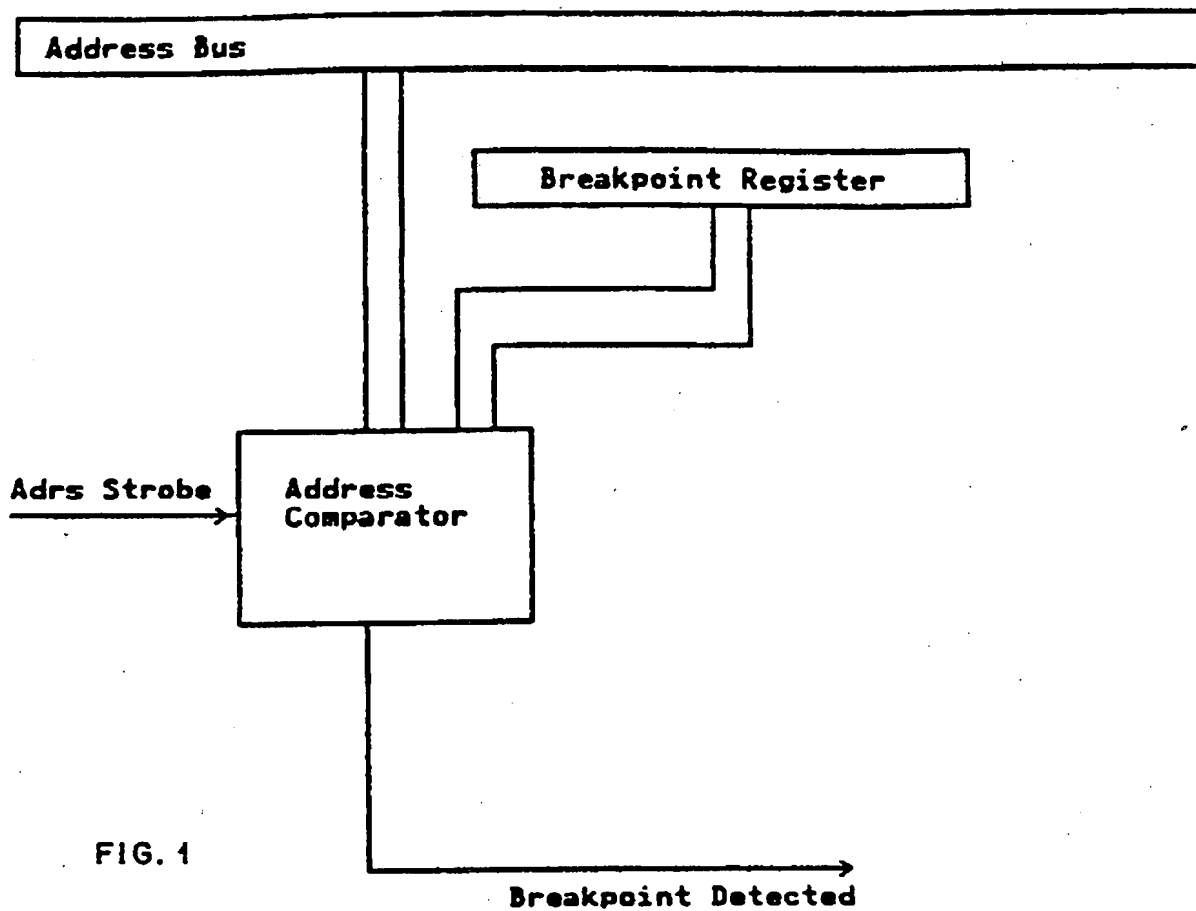 Address Bus
Breakpoint Register
Adrs Strobe
Address
Comparator
FIG. 1
Breakpoint Detected